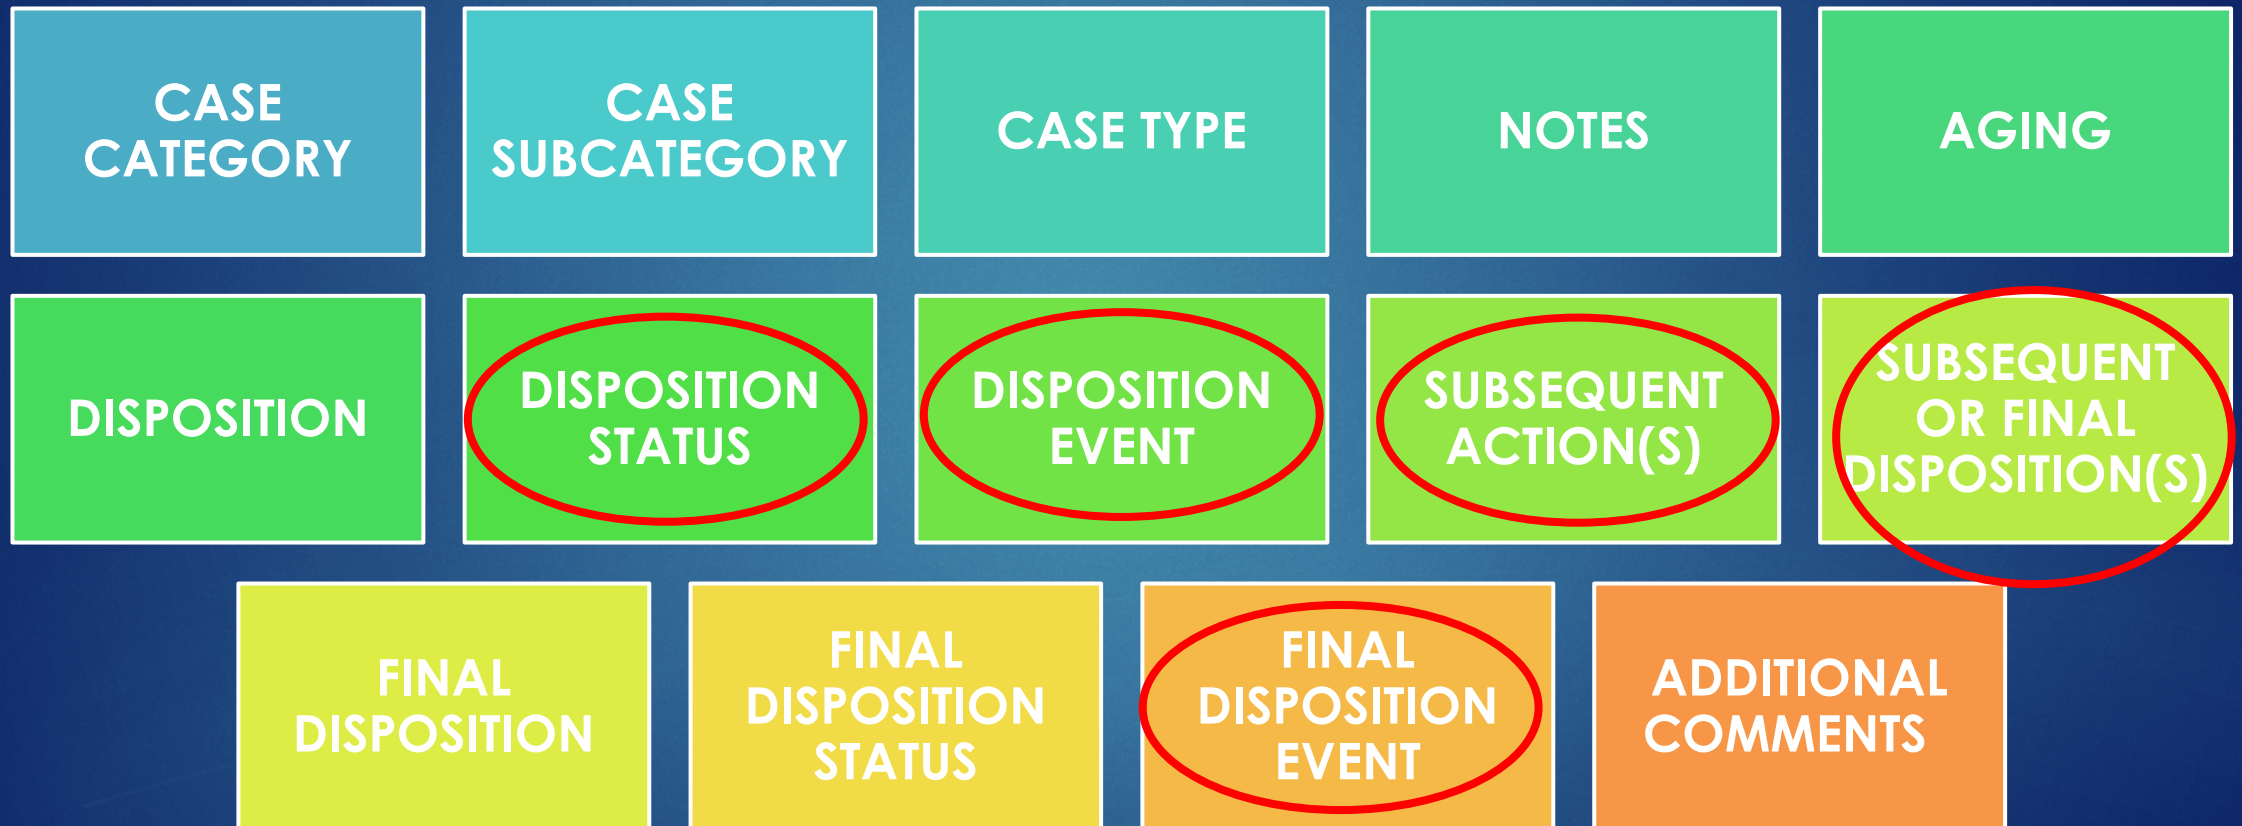 CASE
CATEGORY
CASE
SUBCATEGORY
CASE TYPE
NOTES
AGING
DISPOSITION
DISPOSITION
STATUS
DISPOSITION
EVENT
SUBSEQUENT
ACTION(S)
SUBSEQUENT
OR FINAL
DISPOSITION(S)
FINAL
DISPOSITION
FINAL
DISPOSITION
STATUS
FINAL
DISPOSITION
EVENT
ADDITIONAL
COMMENTS